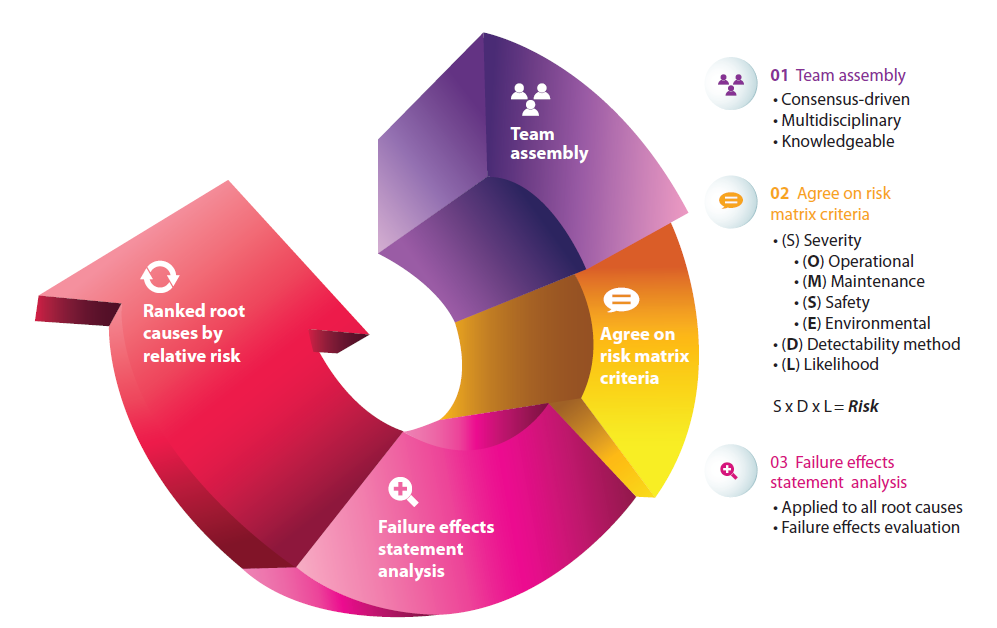 Team
assembly
Agree on
risk matrix
criteria
Failure effects
statement
analysis
Ranked root
causes by
relative risk
01 Team assembly
• Consensus-driven
• Multidisciplinary
• Knowledgeable
02 Agree on risk
matrix criteria
• (S) Severity
• (O) Operational
• (M) Maintenance
• (S) Safety
• (E) Environmental
• (D) Detectability method
• (L) Likelihood
S x D x L = Risk
03 Failure effects
statement analysis
• Applied to all root causes
• Failure effects evaluation